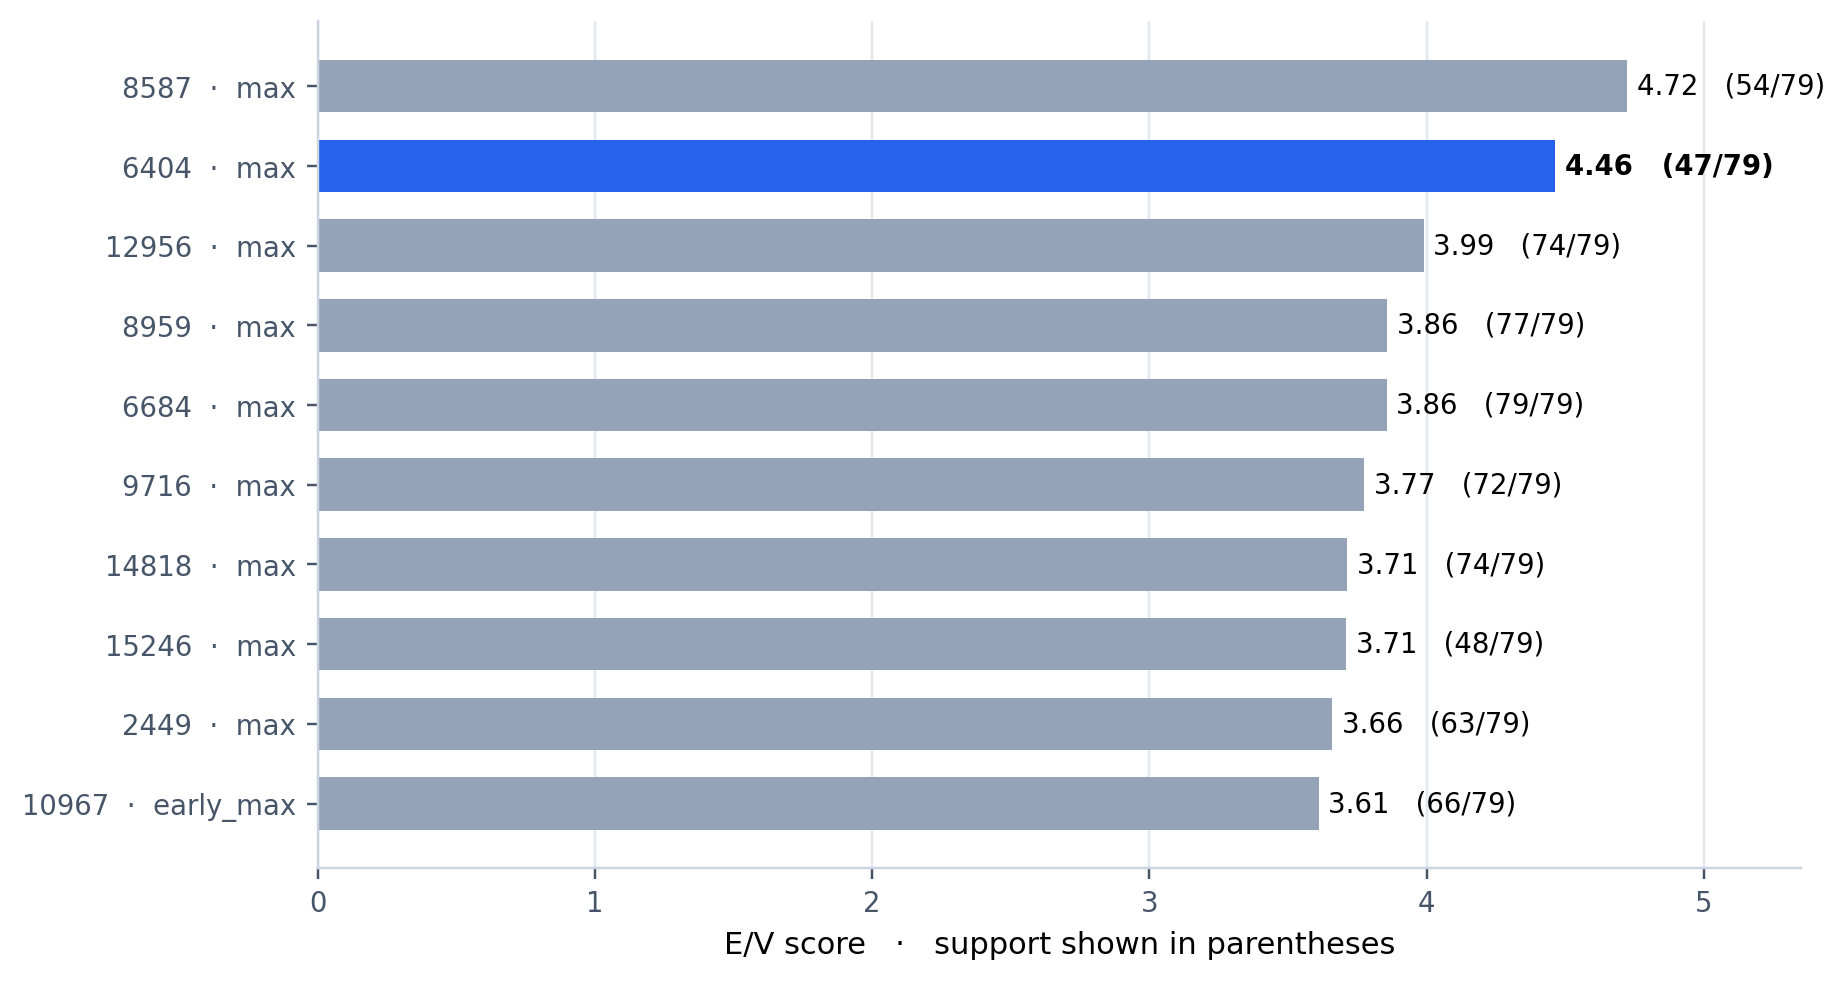 8587 · max 4.72 (54/79)
6404 · max 4.46 (47/79)
12956 · max 3.99 (74/79)
8959 · max 3.86 (77/79)
6684 · max 3.86 (79/79)
9716 · max 3.77 (72/79)
14818 · max 3.71 (74/79)
15246 · max 3.71 (48/79)
2449 · max 3.66 (63/79)
10967 · early_max 3.61 (66/79)
0 1 2 3 4 5
E/V score · support shown in parentheses